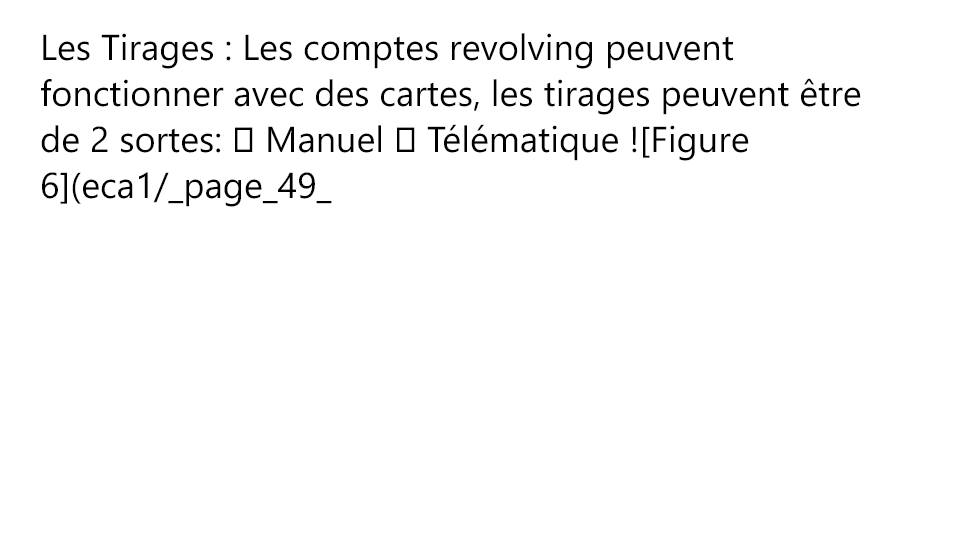 Les Tirages : Les comptes revolving peuvent
fonctionner avec des cartes, les tirages peuvent être
de 2 sortes: ▯ Manuel ▯ Télématique ![Figure
6](eca1/_page_49_